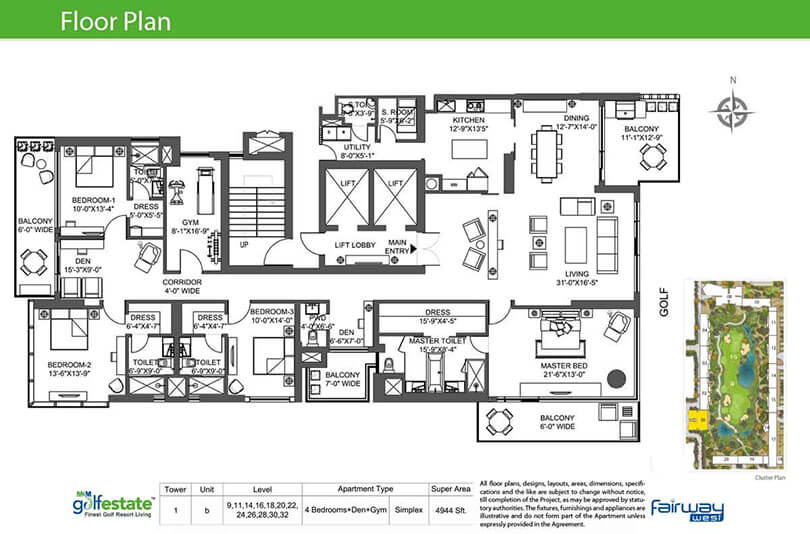 Floor Plan
N
S.TOI
5'X3'-9"
S. ROOM
5'-9"X6'-2"
UTILITY
8'-0"X5'-1"
KITCHEN
12'-9"X13'5"
DINING
12'-7"X14'-0"
BALCONY
11'-1"X12'-9"
BEDROOM-1
10'-0"X13'-4"
DRESS
5'-0"X5'-5"
GYM
8'-1"X16'-9"
UP
LIFT
LIFT
LIFT LOBBY
MAIN
ENTRY
LIVING
31'-0"X16'-5"
BALCONY
6'-0" WIDE
DEN
15'-3"X9'-0"
CORRIDOR
4'-0" WIDE
GOLF
DRESS
6'-4"X4'-7"
DRESS
6'-4"X4'-7"
BEDROOM-3
10'-0"X14'-0"
PWD
4'-0"X6'-6"
DEN
6'-6"X7'-0"
DRESS
15'-9"X4'-5"
MASTER TOILET
15'-9"X8'-4"
BEDROOM-2
13'-6"X13'-9"
TOILET
6'-9"X9'-0"
TOILET
6'-9"X9'-0"
BALCONY
7'-0" WIDE
MASTER BED
21'-6"X13'-0"
BALCONY
6'-0" WIDE
Cluster Plan
M3M
golfestate™
Finest Golf Resort Living
Tower Unit Level Apartment Type Super Area
1 b 9,11,14,16,18,20,22, 24,26,28,30,32 4 Bedrooms+Den+Gym Simplex 4944 Sft.
All floor plans, designs, layouts, areas, dimensions, specifi-
cations and the like are subject to change without notice,
till completion of the Project, as may be approved by statu-
tory authorities. The fixtures, furnishings and appliances are
illustrative and do not form part of the Apartment unless
expressly provided in the Agreement.
Fairway
west